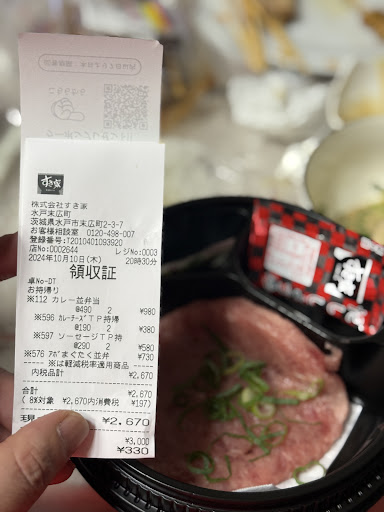 すき家
株式会社すき家
水戸末広町
茨城県水戸市末広町2-3-7
お客様相談室 0120-498-007
登録番号:T2010401093920
店No:0002644 レジNo:0003
2024年10月10日(木) 20時30分
領収証
卓No-DT
お持帰り
※112 カレー並弁当
@490 2 ¥980
※596 カレーチーズTP持帰
@190 2 ¥380
※597 ソーセージTP持
@290 2 ¥580
※576 アボまぐたく並弁 ¥730
※は軽減税率適用商品
内税品計 ¥2,670
合計 ¥2,670
( 8%対象 ¥2,670内消費税 ¥197)
¥2,670
¥3,000
¥330
すき家